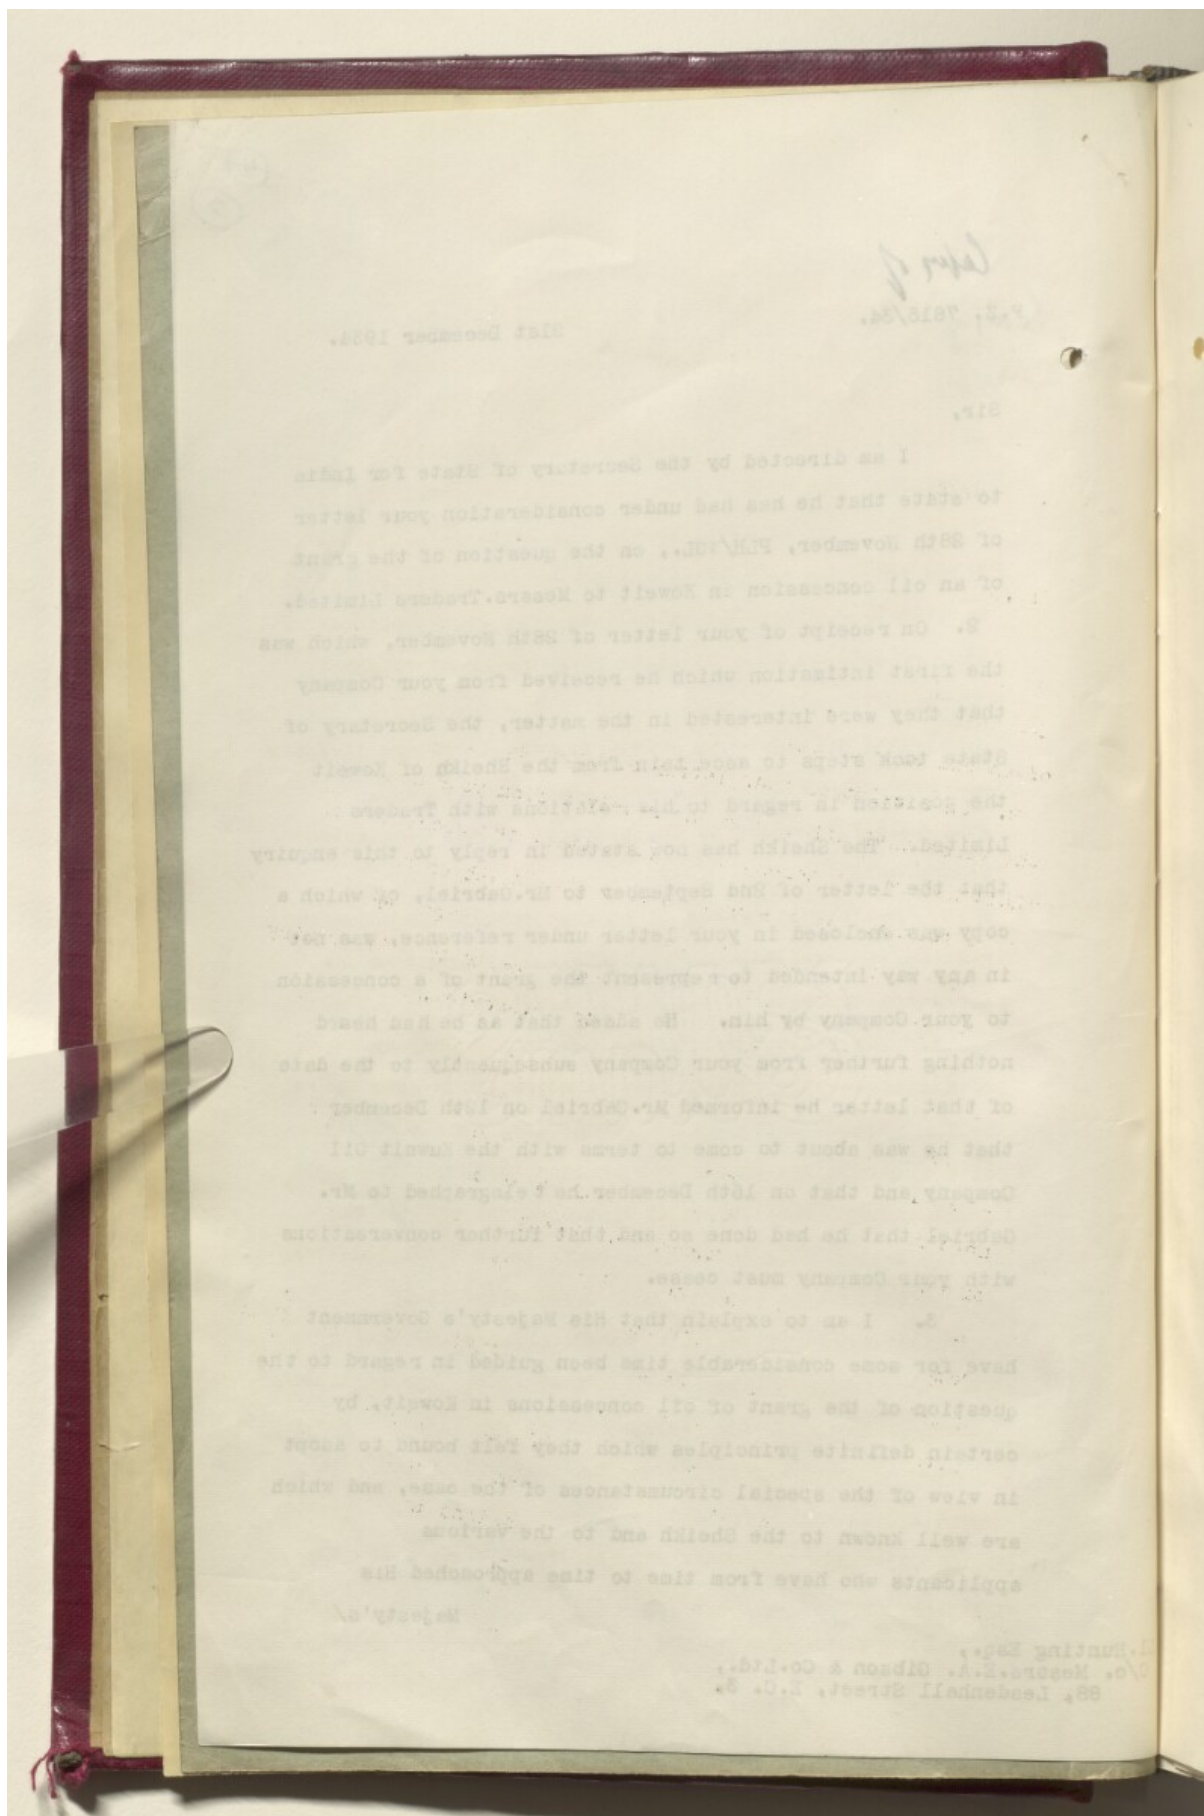 Copy of
P.Z. 7818/34.
21st December 1934.
Sir,
I am directed by the Secretary of State for India
to state that he has had under consideration your letter
of 28th November, on the question of the grant
of an oil concession in Koweit to Messrs.Traders Limited.
2. On receipt of your letter of 28th November, which was
the first intimation which he received from your Company
that they were interested in the matter, the Secretary of
State took steps to ascertain from the Sheikh of Koweit
the position in regard to his relations with Traders
Limited. The Sheikh has now stated in reply to this enquiry
that the letter of 2nd September to Mr.Gabriel, of which a
copy was enclosed in your letter under reference, was not
in any way intended to represent the grant of a concession
to your Company by him. He added that as he had heard
nothing further from your Company subsequently to the date
of that letter he informed Mr.Gabriel on December
that he was about to come to terms with the Kuwait Oil
Company and that on 16th December he telegraphed to Mr.
Gabriel that he had done so and that further conversations
with your Company must cease.
3. I am to explain that His Majesty's Government
have for some considerable time been guided in regard to the
question of the grant of oil concessions in Koweit, by
certain definite principles which they felt bound to adopt
in view of the special circumstances of the case, and which
are well known to the Sheikh and to the various
applicants who have from time to time approached His
Majesty's/
Hunting Esq.,
C/o. Messrs.E.A. Gibson & Co.Ltd.,
88, Leadenhall Street, E.C. 3.